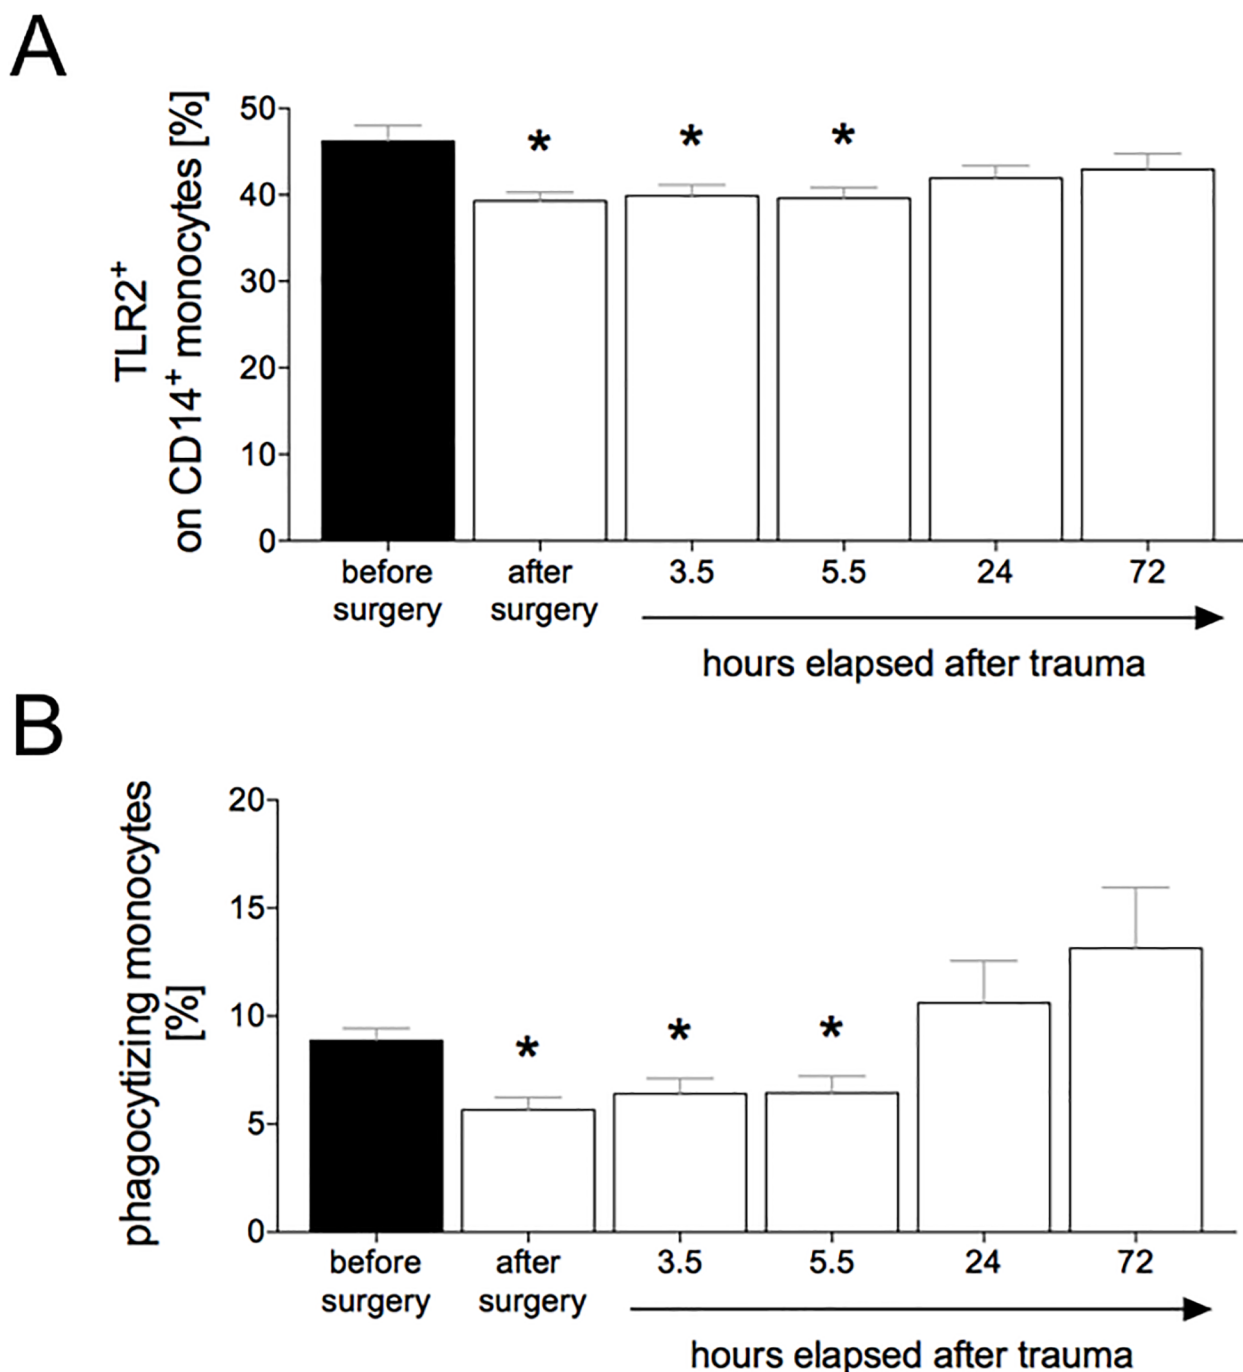 A
TLR2⁺
on CD14⁺ monocytes [%]
50
40
30
20
10
0
* * *
before surgery
after surgery
3.5 5.5 24 72
hours elapsed after trauma
B
phagocytizing monocytes
[%]
20
15
10
5
0
* * *
before surgery
after surgery
3.5 5.5 24 72
hours elapsed after trauma